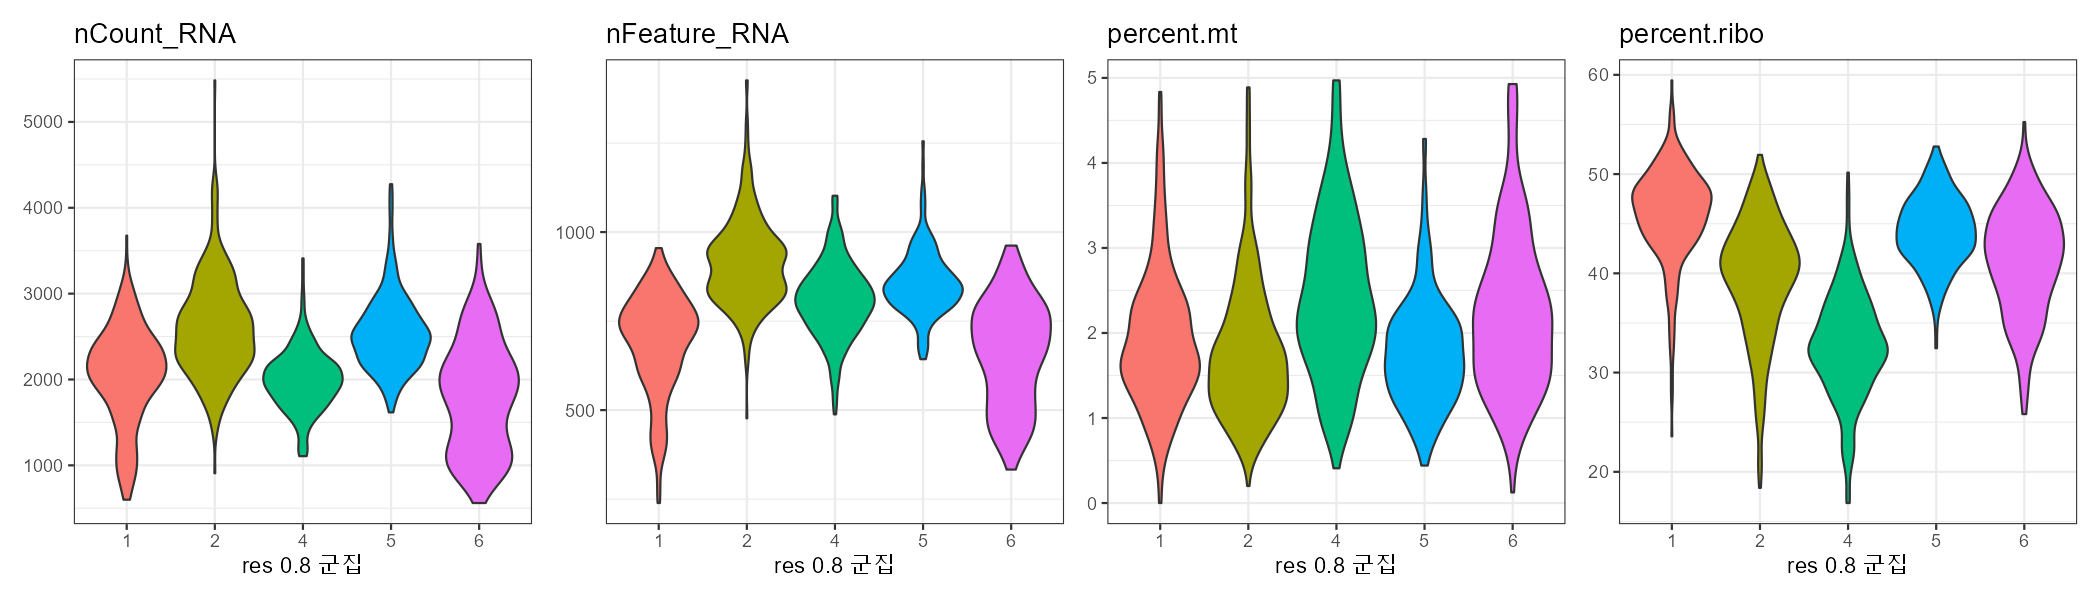 nCount_RNA
5000
4000
3000
2000
1000
1 2 4 5 6
res 0.8 군집
nFeature_RNA
1000
500
1 2 4 5 6
res 0.8 군집
percent.mt
5
4
3
2
1
0
1 2 4 5 6
res 0.8 군집
percent.ribo
60
50
40
30
20
1 2 4 5 6
res 0.8 군집